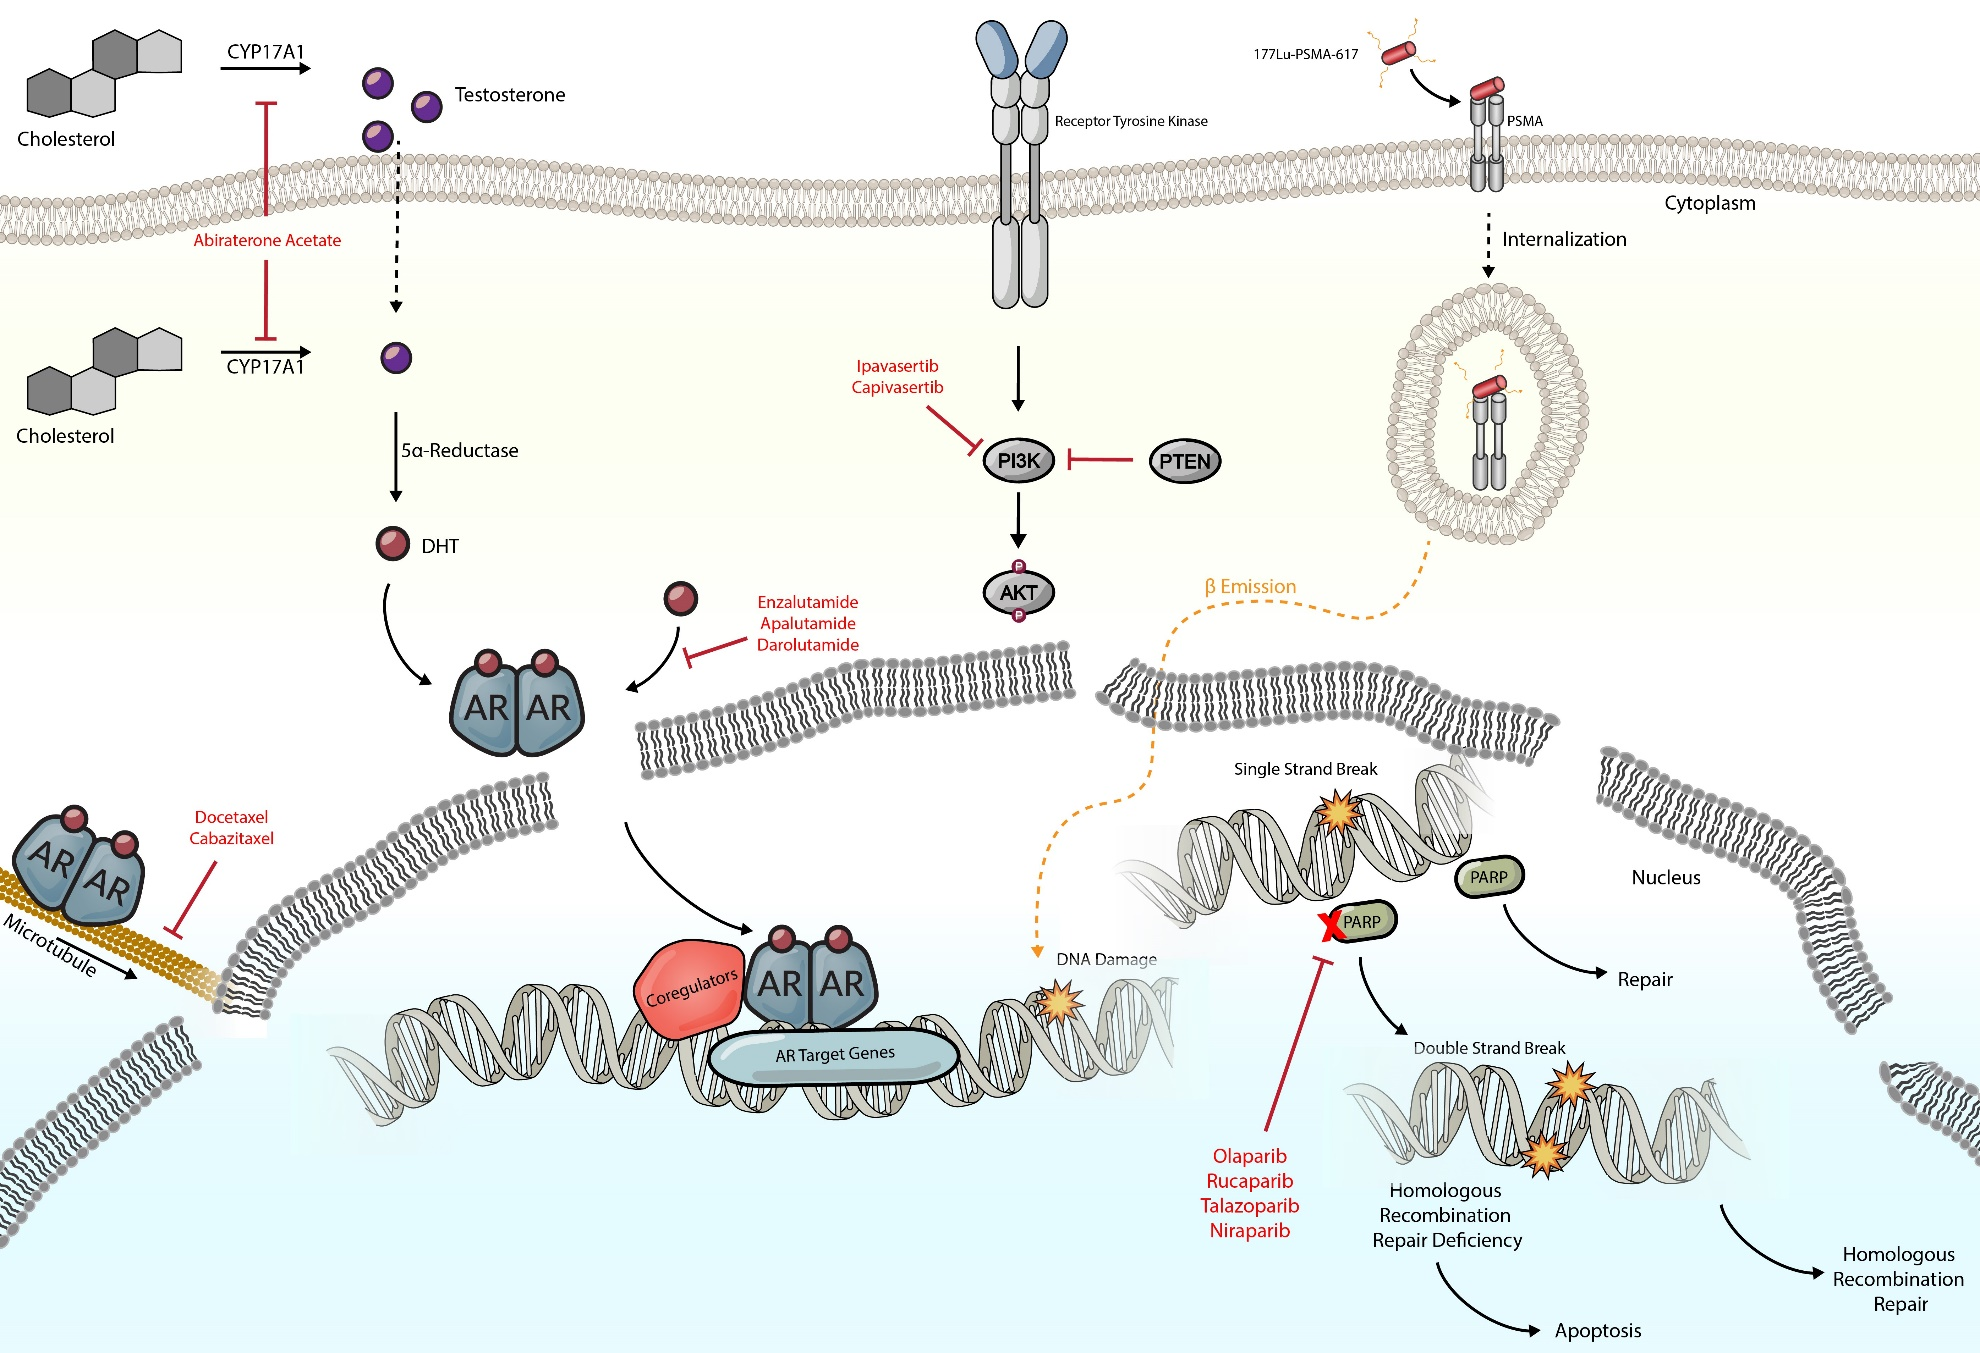 CYP17A1
Cholesterol
Testosterone
Receptor Tyrosine Kinase
177Lu-PSMA-617
PSMA
Cytoplasm
Internalization
Abiraterone Acetate
CYP17A1
Cholesterol
5α-Reductase
DHT
Ipavasertib
Capivasertib
PI3K
PTEN
P
AKT
P
β Emission
Enzalutamide
Apalutamide
Darolutamide
AR AR
Docetaxel
Cabazitaxel
AR AR
Microtubule
Single Strand Break
PARP
PARP
Nucleus
Repair
DNA Damage
Coregulators
AR AR
AR Target Genes
Double Strand Break
Olaparib
Rucaparib
Talazoparib
Niraparib
Homologous
Recombination
Repair Deficiency
Homologous
Recombination
Repair
Apoptosis